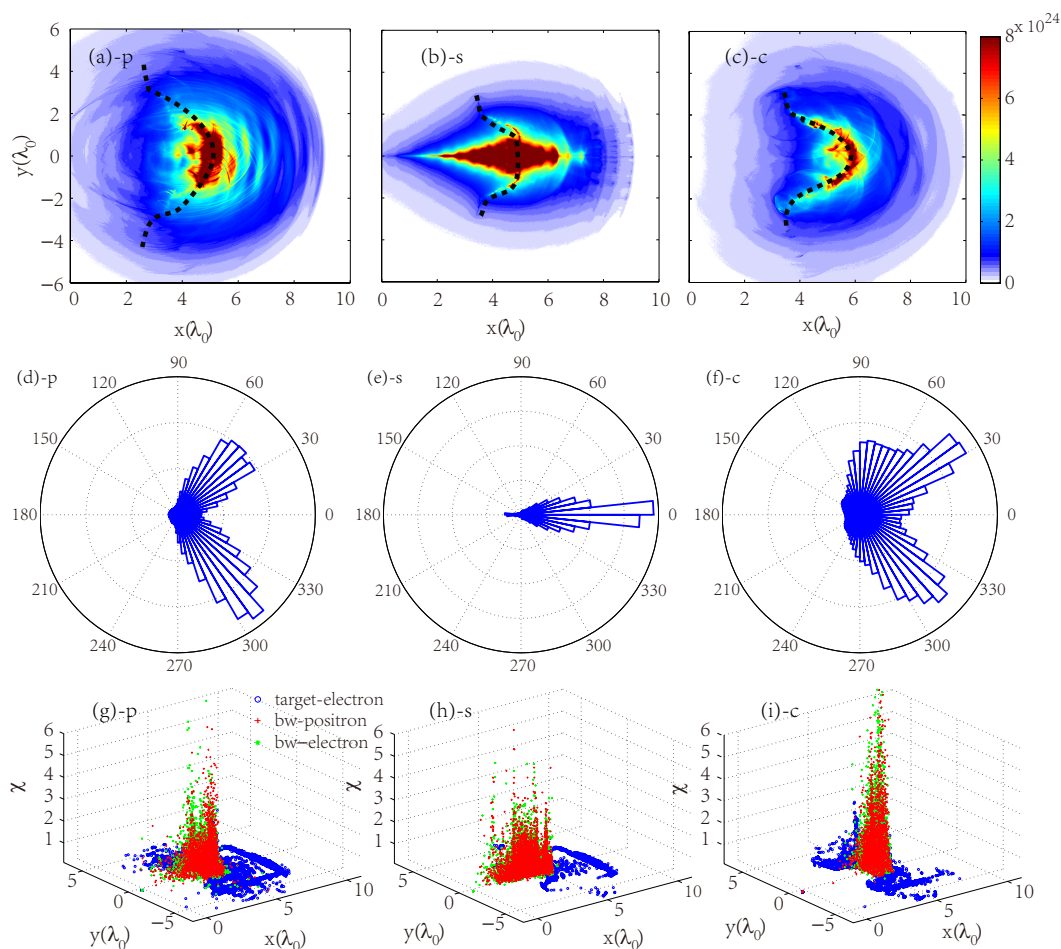 (a)-p
(b)-s
(c)-c
8 x 10^24
6
4
2
0
6
4
2
0
−2
−4
−6
y(λ₀)
0 2 4 6 8 10
0 2 4 6 8 10
0 2 4 6 8 10
x(λ₀)
x(λ₀)
x(λ₀)
(d)-p
90
60
30
0
330
300
270
240
210
180
150
120
(e)-s
90
60
30
0
330
300
270
240
210
180
150
120
(f)-c
90
60
30
0
330
300
270
240
210
180
150
120
(g)-p
target-electron
bw-positron
bw−electron
χ
6
5
4
3
2
1
5
0
−5
y(λ₀)
0
5
10
x(λ₀)
(h)-s
χ
6
5
4
3
2
1
5
0
−5
y(λ₀)
0
5
10
x(λ₀)
(i)-c
χ
6
5
4
3
2
1
5
0
−5
y(λ₀)
0
5
10
x(λ₀)